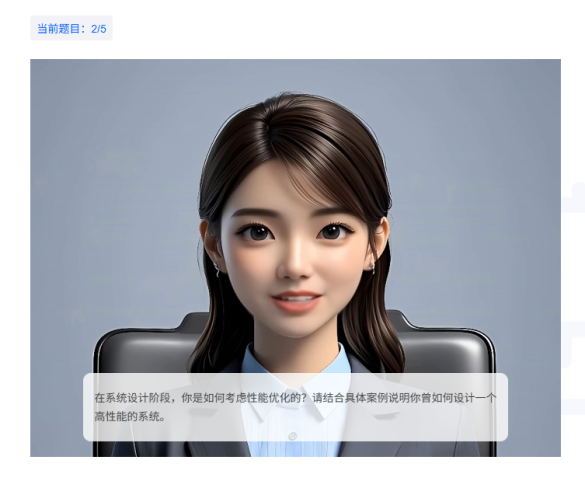 当前题目：2/5
在系统设计阶段，你是如何考虑性能优化的？请结合具体案例说明你曾如何设计一个
高性能的系统。